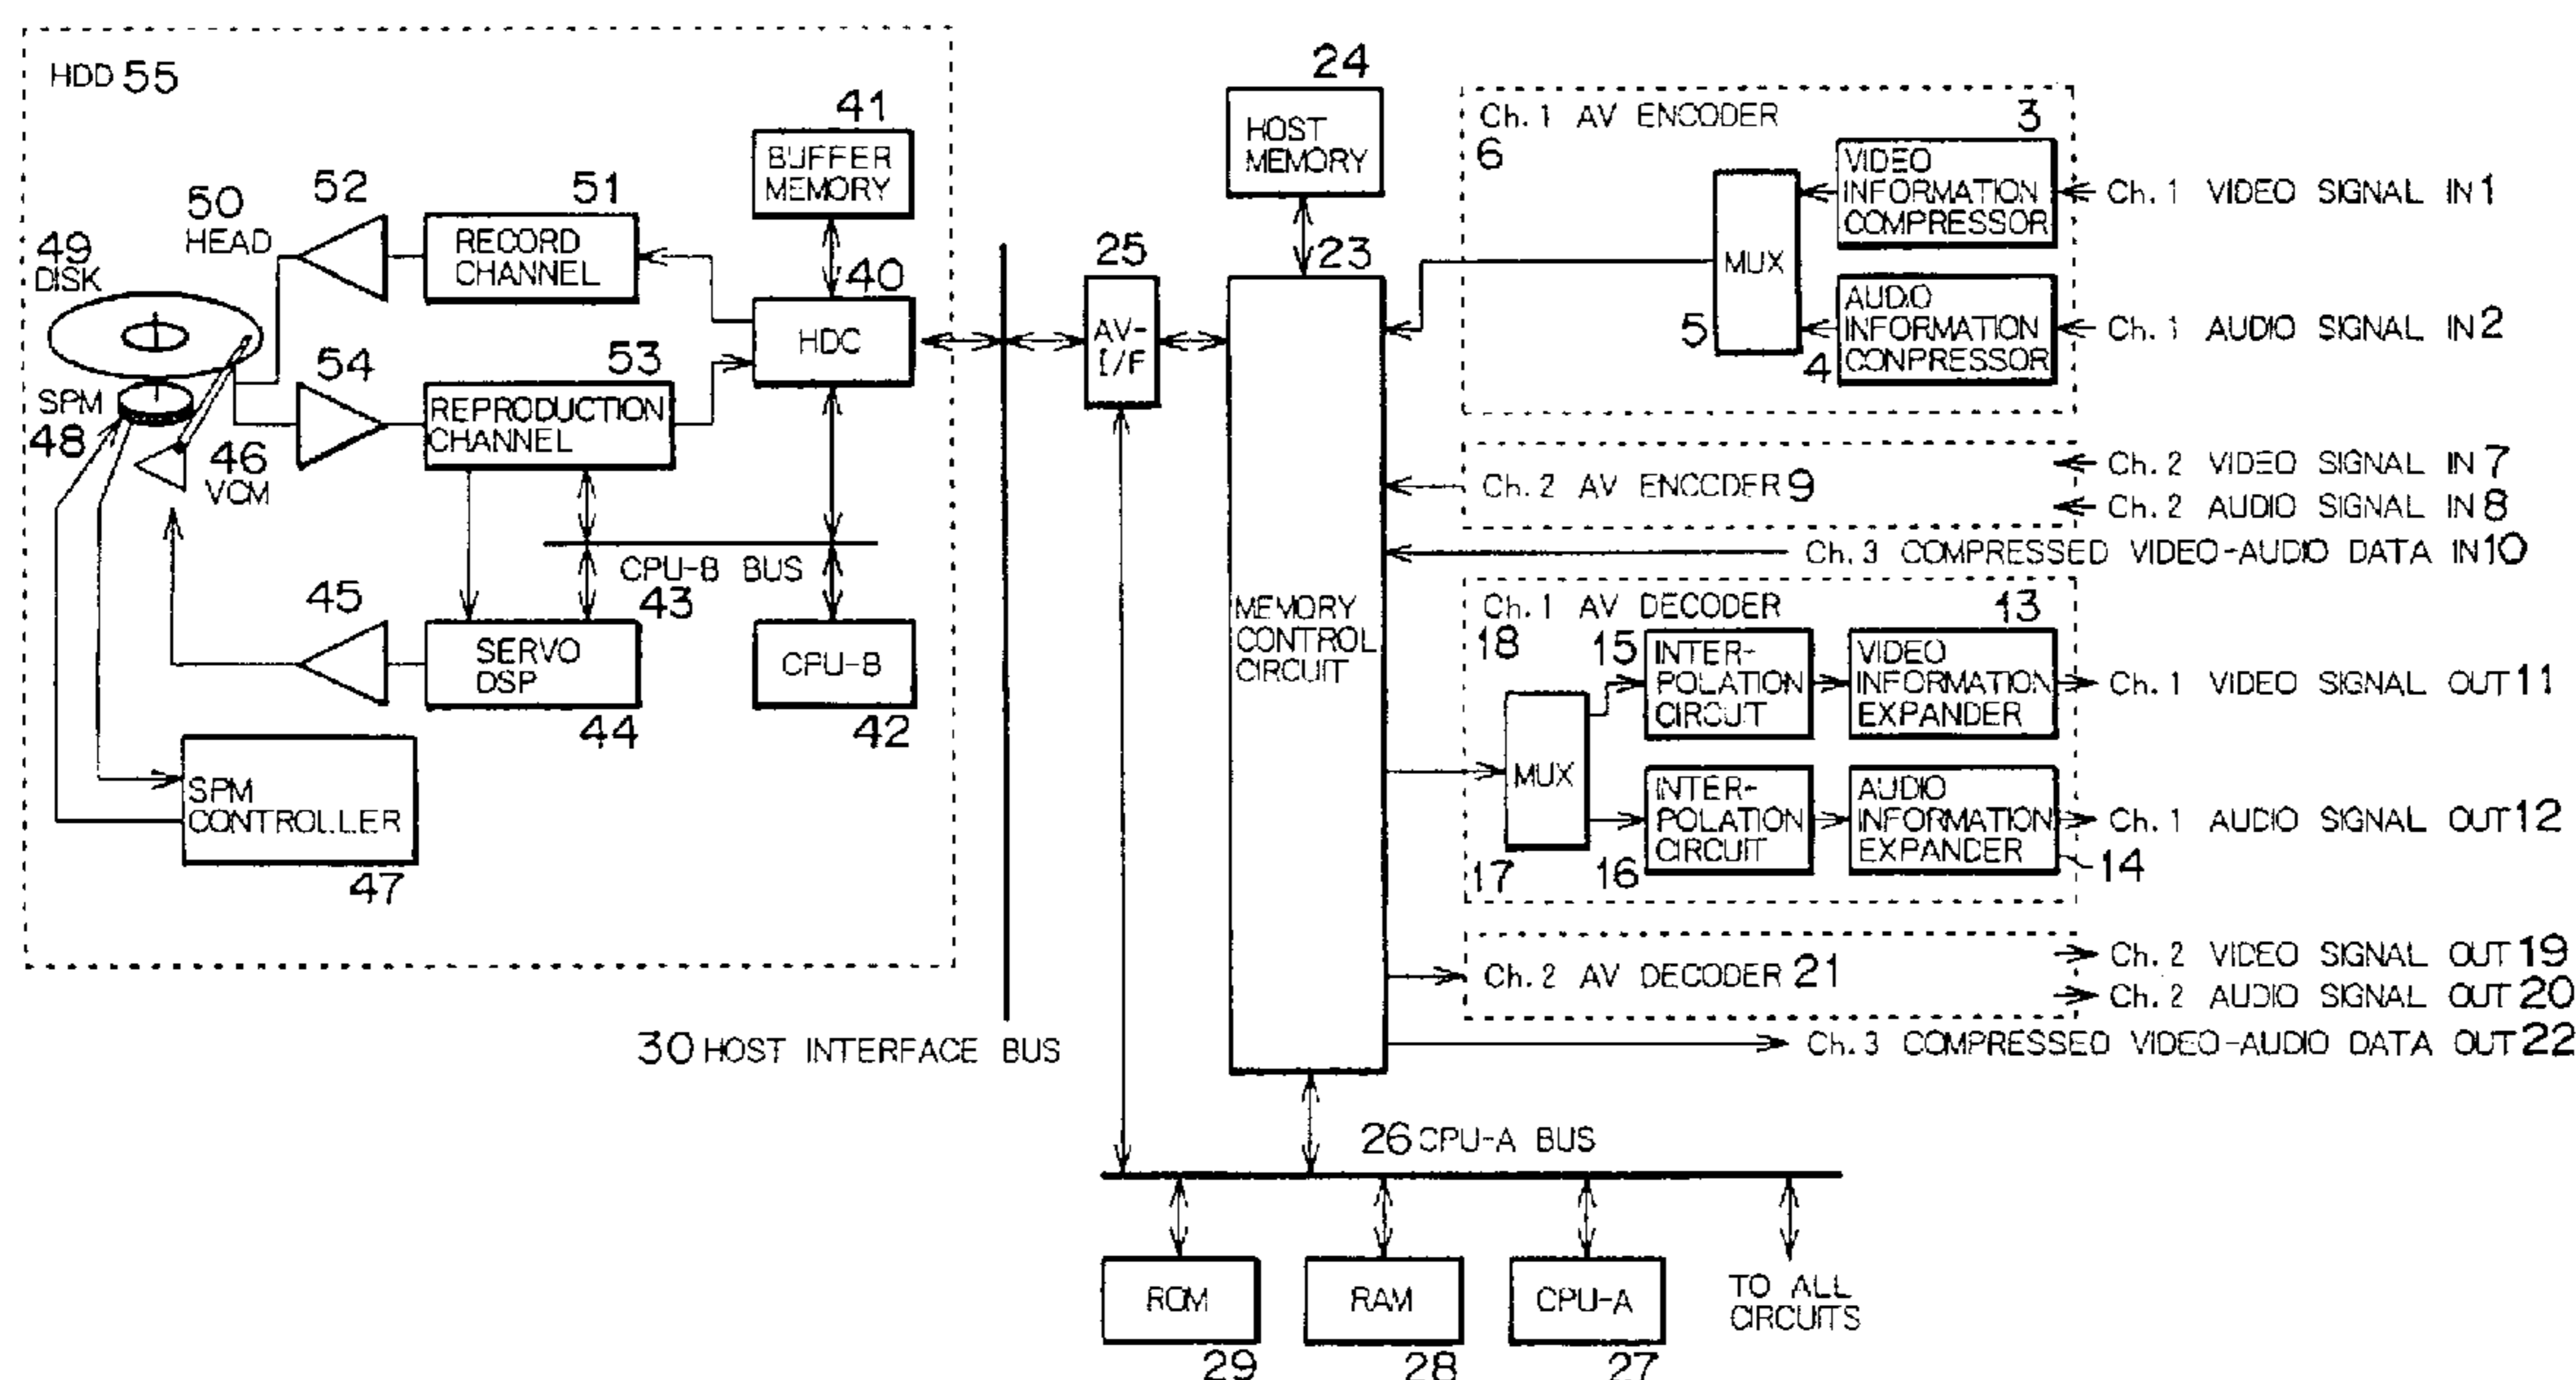 HDD 55
41
BUFFER
MEMORY
52
51
50
HEAD
RECORD
CHANNEL
49
DISK
40
HDC
54
53
SPM
48
REPRODUCTION
CHANNEL
46
VCM
CPU-B BUS
43
45
SERVO
DSP
44
CPU-B
42
SPM
CONTROLLER
47
30 HOST INTERFACE BUS
24
HOST
MEMORY
25
AV-
I/F
23
MEMORY
CONTROL
CIRCUIT
Ch. 1 AV ENCODER
6
3
VIDEO
INFORMATION
COMPRESSOR
Ch. 1 VIDEO SIGNAL IN 1
MUX
5
AUDIO
INFORMATION
CONPRESSOR
4
Ch. 1 AUDIO SIGNAL IN 2
Ch. 2 AV ENCODER 9
Ch. 2 VIDEO SIGNAL IN 7
Ch. 2 AUDIO SIGNAL IN 8
Ch. 3 COMPRESSED VIDEO-AUDIO DATA IN 10
Ch. 1 AV DECODER
18
13
15
INTER-
POLATION
CIRCUIT
VIDEO
INFORMATION
EXPANDER
Ch. 1 VIDEO SIGNAL OUT 11
MUX
17
INTER-
POLATION
CIRCUIT
16
AUDIO
INFORMATION
EXPANDER
14
Ch. 1 AUDIO SIGNAL OUT 12
Ch. 2 AV DECODER 21
Ch. 2 VIDEO SIGNAL OUT 19
Ch. 2 AUDIO SIGNAL OUT 20
Ch. 3 COMPRESSED VIDEO-AUDIO DATA OUT 22
26 CPU-A BUS
ROM
29
RAM
28
CPU-A
27
TO ALL
CIRCUITS